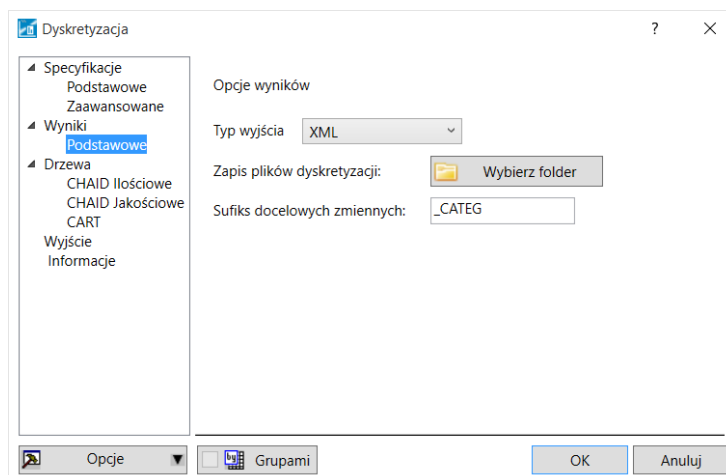 Dyskretyzacja
?
Specyfikacje
Podstawowe
Zaawansowane
Wyniki
Podstawowe
Drzewa
CHAID Ilościowe
CHAID Jakościowe
CART
Wyjście
Informacje
Opcje wyników
Typ wyjścia XML
Zapis plików dyskretyzacji: Wybierz folder
Sufiks docelowych zmiennych: _CATEG
Opcje
by Grupami
OK
Anuluj